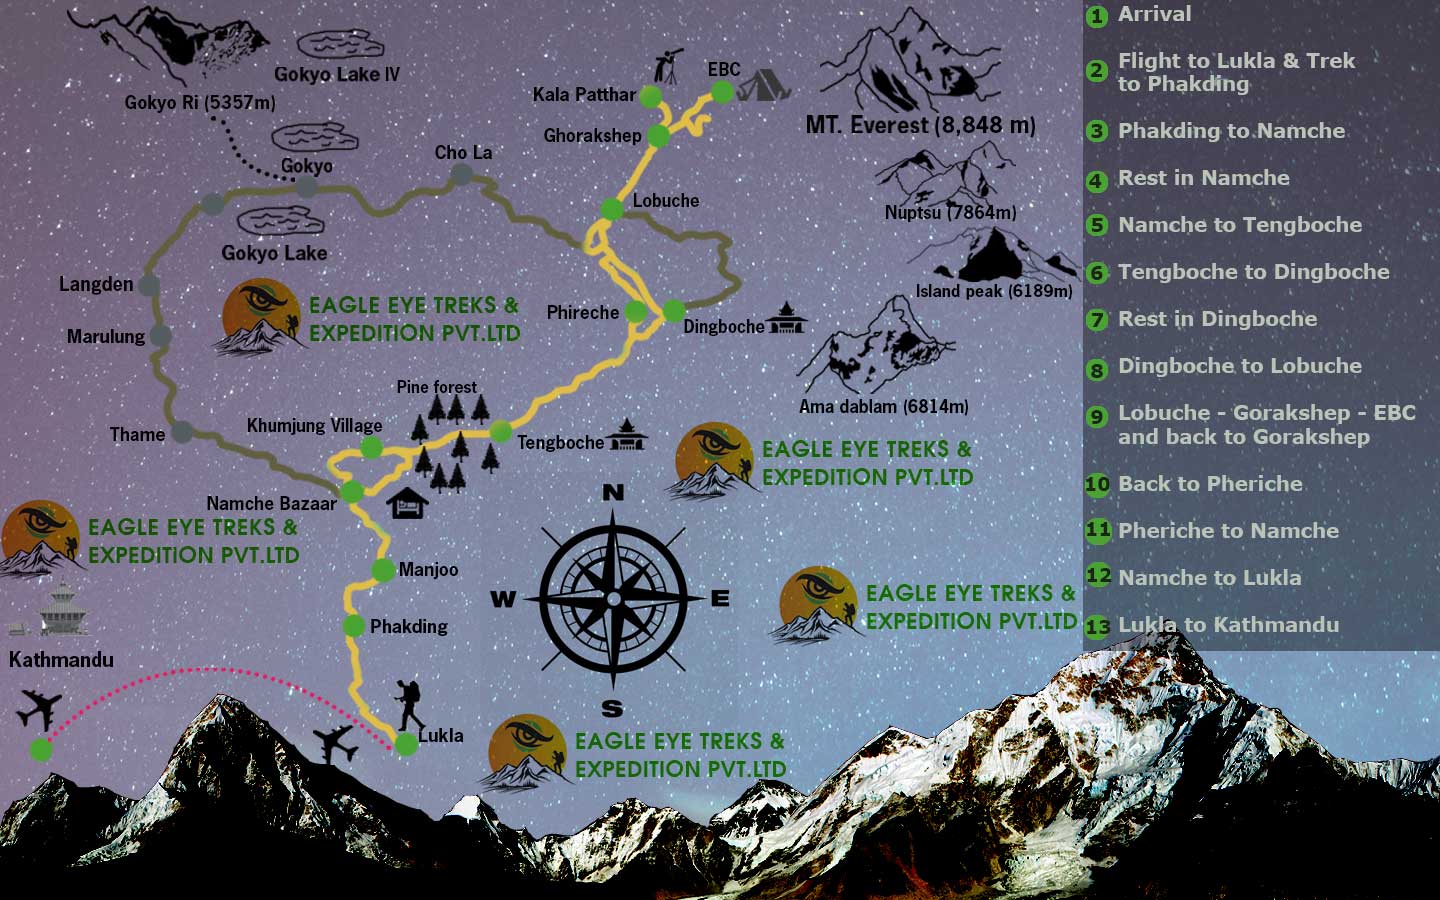 Gokyo Ri (5357m)
Gokyo Lake IV
Gokyo
Gokyo Lake
Cho La
Kala Patthar
EBC
Ghorakshep
Lobuche
MT. Everest (8,848 m)
Nuptsu (7864m)
Island peak (6189m)
Ama dablam (6814m)
Langden
Marulung
Thame
EAGLE EYE TREKS &
EXPEDITION PVT.LTD
Phireche
Dingboche
Pine forest
Khumjung Village
Tengboche
Namche Bazaar
EAGLE EYE TREKS &
EXPEDITION PVT.LTD
EAGLE EYE TREKS &
EXPEDITION PVT.LTD
Manjoo
Phakding
Kathmandu
Lukla
N
W
E
S
EAGLE EYE TREKS &
EXPEDITION PVT.LTD
EAGLE EYE TREKS &
EXPEDITION PVT.LTD
1 Arrival
2 Flight to Lukla & Trek
to Phakding
3 Phakding to Namche
4 Rest in Namche
5 Namche to Tengboche
6 Tengboche to Dingboche
7 Rest in Dingboche
8 Dingboche to Lobuche
9 Lobuche - Gorakshep - EBC
and back to Gorakshep
10 Back to Pheriche
11 Pheriche to Namche
12 Namche to Lukla
13 Lukla to Kathmandu